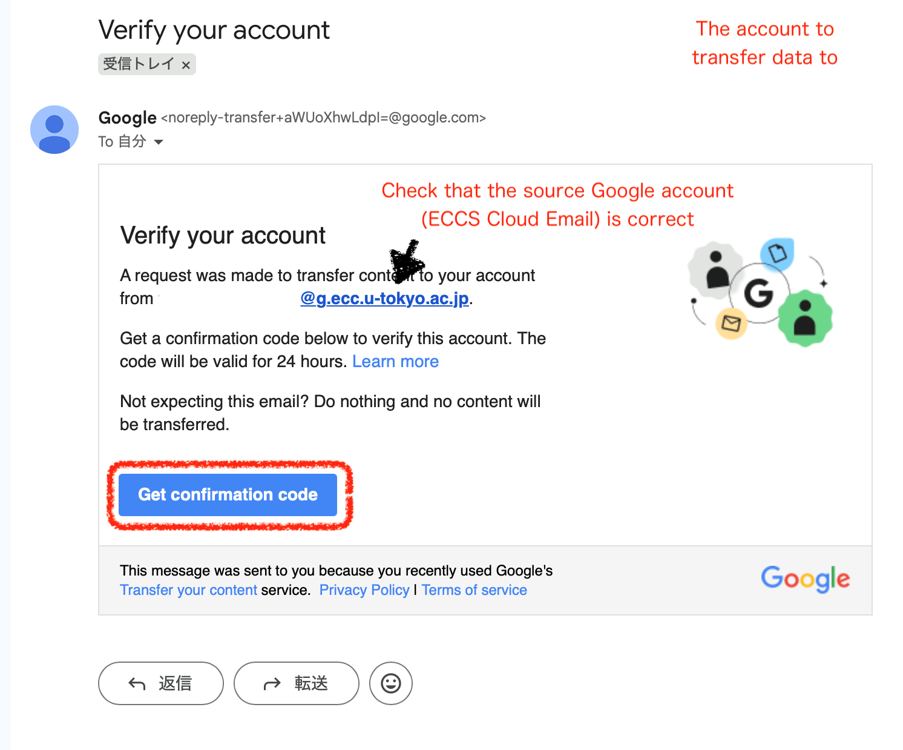 Verify your account
The account to
transfer data to
受信トレイ ×
Google <noreply-transfer+aWUoXhwLdpI=@google.com>
To 自分
Check that the source Google account
(ECCS Cloud Email) is correct
Verify your account
A request was made to transfer content to your account
from @g.ecc.u-tokyo.ac.jp.
Get a confirmation code below to verify this account. The
code will be valid for 24 hours. Learn more
Not expecting this email? Do nothing and no content will
be transferred.
G
Get confirmation code
This message was sent to you because you recently used Google's
Transfer your content service. Privacy Policy | Terms of service
Google
返信
転送